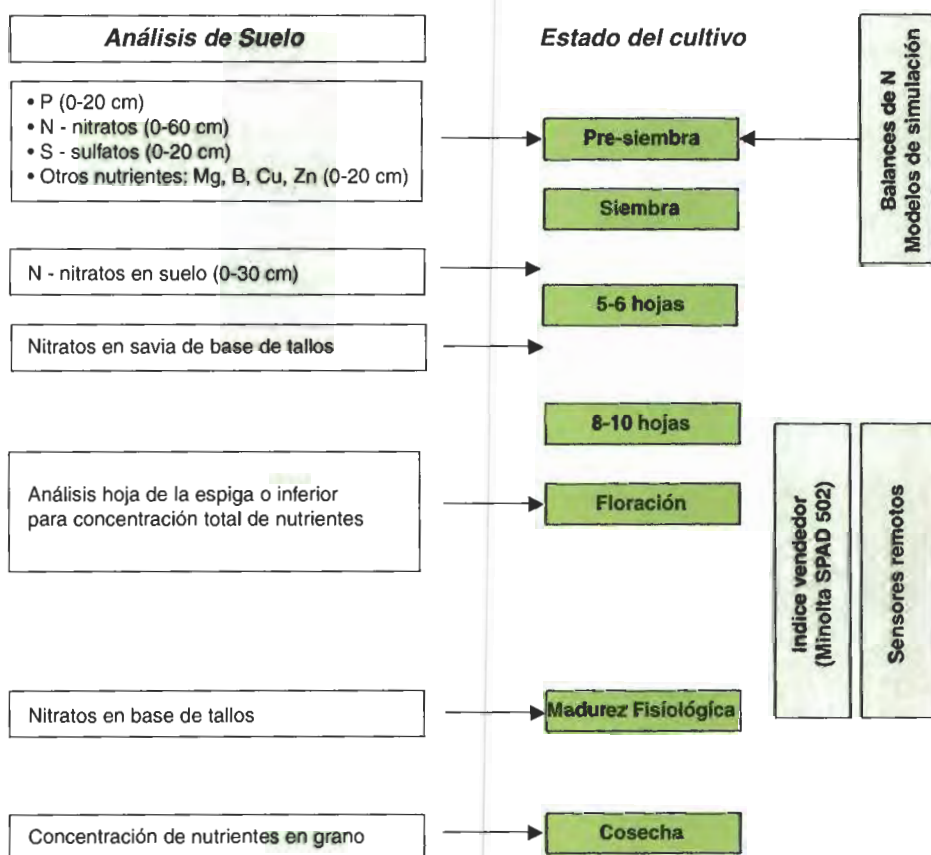 Análisis de Suelo
Estado del cultivo
• P (0-20 cm)
• N - nitratos (0-60 cm)
• S - sulfatos (0-20 cm)
• Otros nutrientes: Mg, B, Cu, Zn (0-20 cm)
Pre-siembra
Balances de N
Modelos de simulación
Siembra
N - nitratos en suelo (0-30 cm)
5-6 hojas
Nitratos en savia de base de tallos
8-10 hojas
Análisis hoja de la espiga o inferior
para concentración total de nutrientes
Floración
Indice vendedor
(Minolta SPAD 502)
Sensores remotos
Nitratos en base de tallos
Madurez Fisíológíca
Concentración de nutrientes en grano
Cosecha